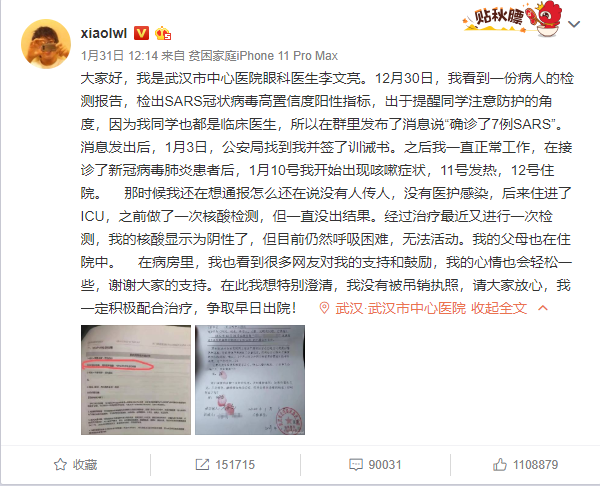 贴秋膘
xiaolwl
1月31日 12:14 来自 贫困家庭iPhone 11 Pro Max
大家好，我是武汉市中心医院眼科医生李文亮。12月30日，我看到一份病人的检
测报告，检出SARS冠状病毒高置信度阳性指标，出于提醒同学注意防护的角
度，因为我同学也都是临床医生，所以在群里发布了消息说“确诊了7例SARS”。
消息发出后，1月3日，公安局找到我并签了训诫书。之后我一直正常工作，在接
诊了新冠病毒肺炎患者后，1月10号我开始出现咳嗽症状，11号发热，12号住
院。 那时候我还在想通报怎么还在说没有人传人，没有医护感染，后来住进了
ICU，之前做了一次核酸检测，但一直没出结果。经过治疗最近又进行一次检
测，我的核酸显示为阴性了，但目前仍然呼吸困难，无法活动。我的父母也在住
院中。 在病房里，我也看到很多网友对我的支持和鼓励，我的心情也会轻松一
些，谢谢大家的支持。在此我想特别澄清，我没有被吊销执照，请大家放心，我
一定积极配合治疗，争取早日出院！ 武汉·武汉市中心医院 收起全文
收藏 151715 90031 1108879